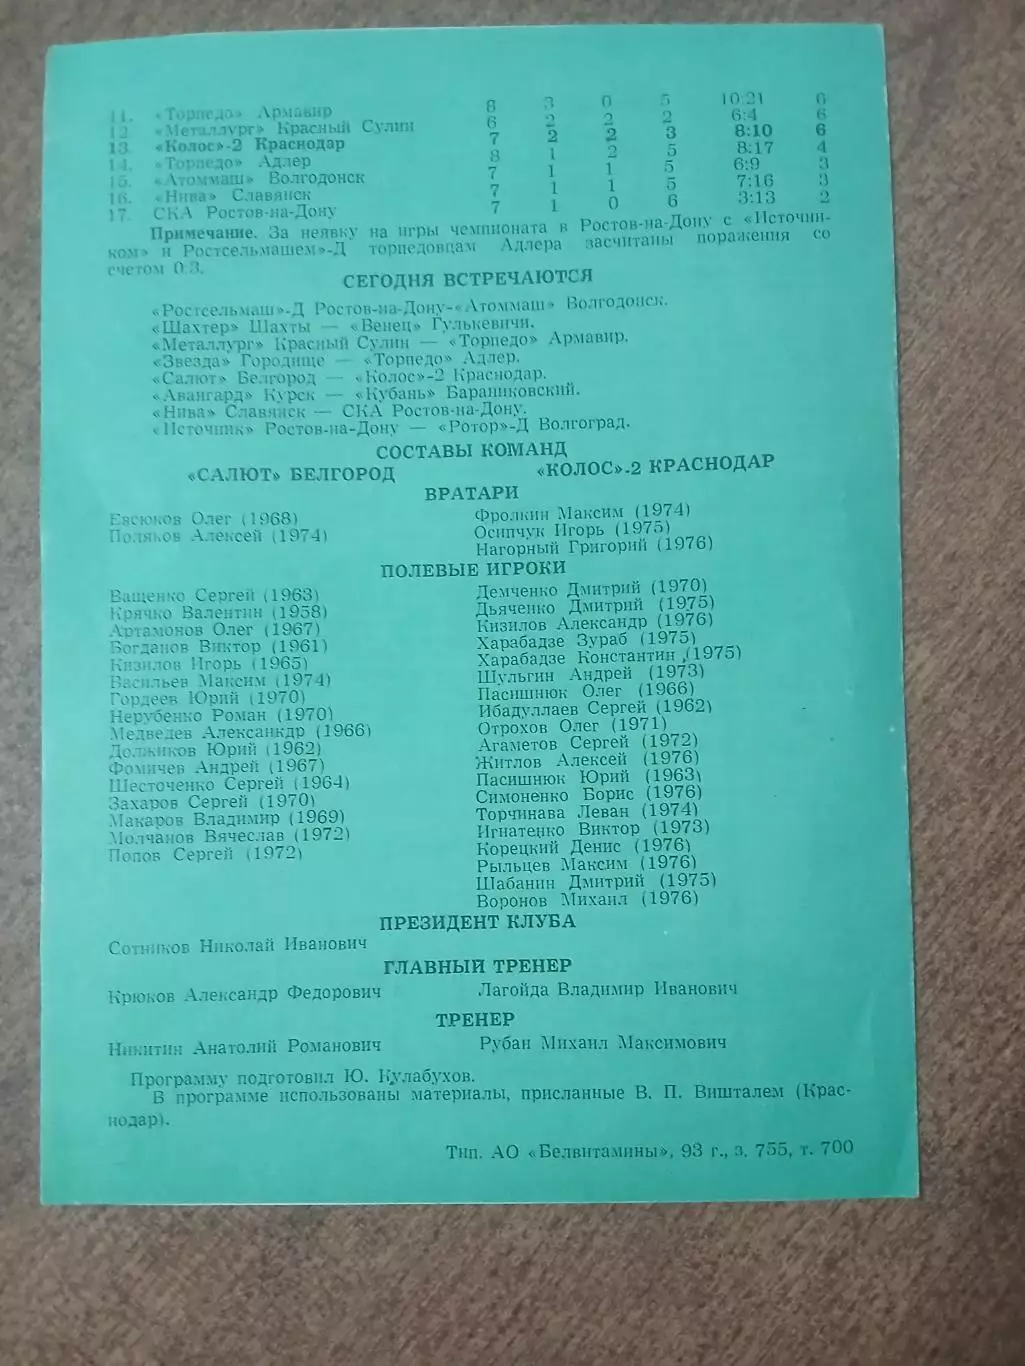 11. «Торпедо» Армавир 8 3 0 5 10:21 6
12. «Металлург» Красный Сулин 6 2 2 2 6:4 6
13. «Колос»-2 Краснодар 7 2 2 3 8:10 6
14. «Торпедо» Адлер 8 1 2 5 8:17 4
15. «Атоммаш» Волгодонск 7 1 1 5 6:9 3
16. «Нива» Славянск 7 1 1 5 7:16 3
17. СКА Ростов-на-Дону 7 1 0 6 3:13 2
Примечание. За неявку на игры чемпионата в Ростов-на-Дону с «Источни-
ком» и Ростсельмашем»-Д торпедовцам Адлера засчитаны поражения со
счетом 0:3.
СЕГОДНЯ ВСТРЕЧАЮТСЯ
«Ростсельмаш»-Д Ростов-на-Дону-«Атоммаш» Волгодонск.
«Шахтер» Шахты — «Венец» Гулькевичи.
«Металлург» Красный Сулин — «Торпедо» Армавир.
«Звезда» Городище — «Торпедо» Адлер.
«Салют» Белгород — «Колос»-2 Краснодар.
«Авангард» Курск — «Кубань» Бараниковский.
«Нива» Славянск — СКА Ростов-на-Дону.
«Источник» Ростов-на-Дону — «Ротор»-Д Волгоград.
СОСТАВЫ КОМАНД
«САЛЮТ» БЕЛГОРОД «КОЛОС»-2 КРАСНОДАР
ВРАТАРИ
Евсюков Олег (1968) Фролкин Максим (1974)
Поляков Алексей (1974) Осипчук Игорь (1975)
Нагорный Григорий (1976)
ПОЛЕВЫЕ ИГРОКИ
Ващенко Сергей (1963) Демченко Дмитрий (1970)
Крячко Валентин (1958) Дьяченко Дмитрий (1975)
Артамонов Олег (1967) Кизилов Александр (1976)
Богданов Виктор (1961) Харабадзе Зураб (1975)
Кизилов Игорь (1965) Харабадзе Константин (1975)
Васильев Максим (1974) Шульгин Андрей (1973)
Гордеев Юрий (1970) Пасишнюк Олег (1966)
Нерубенко Роман (1970) Ибадуллаев Сергей (1962)
Медведев Алексанкдр (1966) Отрохов Олег (1971)
Должиков Юрий (1962) Агаметов Сергей (1972)
Фомичев Андрей (1967) Житлов Алексей (1976)
Шесточенко Сергей (1964) Пасишнюк Юрий (1963)
Захаров Сергей (1970) Симоненко Борис (1976)
Макаров Владимир (1969) Торчинава Леван (1974)
Молчанов Вячеслав (1972) Игнатенко Виктор (1973)
Попов Сергей (1972) Корецкий Денис (1976)
Рыльцев Максим (1976)
Шабанин Дмитрий (1975)
Воронов Михаил (1976)
ПРЕЗИДЕНТ КЛУБА
Сотников Николай Иванович
ГЛАВНЫЙ ТРЕНЕР
Крюков Александр Федорович Лагойда Владимир Иванович
ТРЕНЕР
Никитин Анатолий Романович Рубан Михаил Максимович
Программу подготовил Ю. Кулабухов.
В программе использованы материалы, присланные В. П. Вишталем (Крас-
нодар).
Тип. АО «Белвитамины», 93 г., з. 755, т. 700